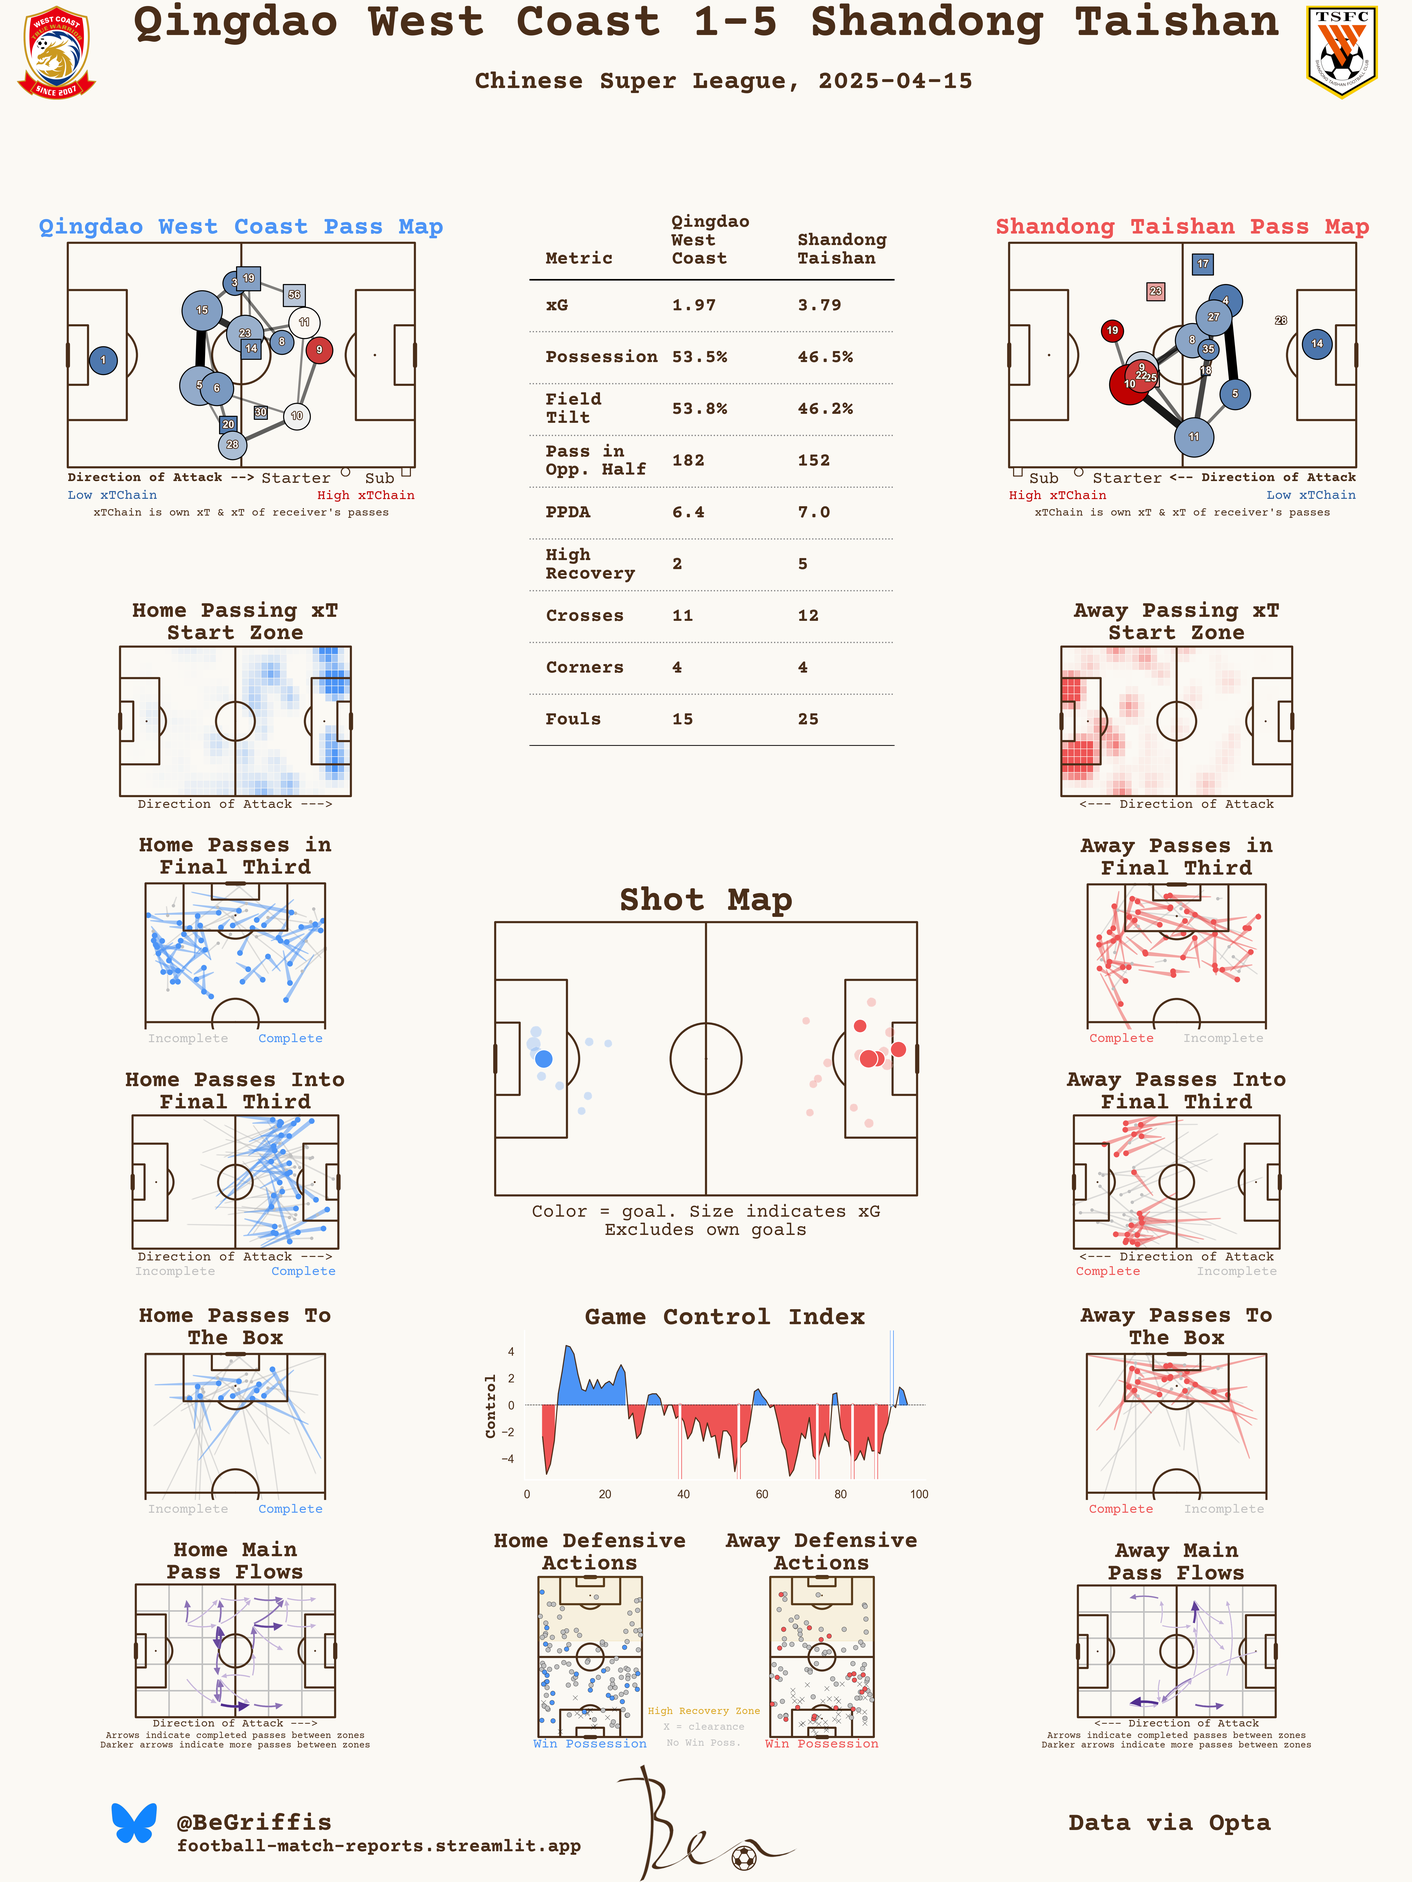 Qingdao West Coast 1-5 Shandong Taishan
Chinese Super League, 2025-04-15
WEST COAST
SINCE 2007
TSFC
Qingdao West Coast Pass Map
1
15
3
19
56
23
11
14
8
9
5
6
20
30
10
28
Direction of Attack --> Starter Sub
Low xTChain High xTChain
xTChain is own xT & xT of receiver's passes
Metric Qingdao West Coast Shandong Taishan
xG 1.97 3.79
Possession 53.5% 46.5%
Field Tilt 53.8% 46.2%
Pass in Opp. Half 182 152
PPDA 6.4 7.0
High Recovery 2 5
Crosses 11 12
Corners 4 4
Fouls 15 25
Shandong Taishan Pass Map
17
23
4
27
28
19
8
35
14
9
22
25
18
10
5
11
Sub Starter <-- Direction of Attack
High xTChain Low xTChain
xTChain is own xT & xT of receiver's passes
Home Passing xT
Start Zone
Direction of Attack --->
Away Passing xT
Start Zone
<--- Direction of Attack
Home Passes in
Final Third
Incomplete Complete
Away Passes in
Final Third
Complete Incomplete
Shot Map
Color = goal. Size indicates xG
Excludes own goals
Home Passes Into
Final Third
Direction of Attack --->
Incomplete Complete
Away Passes Into
Final Third
<--- Direction of Attack
Complete Incomplete
Home Passes To
The Box
Incomplete Complete
Game Control Index
Control
4
2
0
−2
−4
0 20 40 60 80 100
Away Passes To
The Box
Complete Incomplete
Home Main
Pass Flows
Direction of Attack --->
Arrows indicate completed passes between zones
Darker arrows indicate more passes between zones
Home Defensive
Actions
Win Possession
High Recovery Zone
X = clearance
No Win Poss.
Away Defensive
Actions
Win Possession
Away Main
Pass Flows
<--- Direction of Attack
Arrows indicate completed passes between zones
Darker arrows indicate more passes between zones
@BeGriffis
football-match-reports.streamlit.app
Ben
Data via Opta